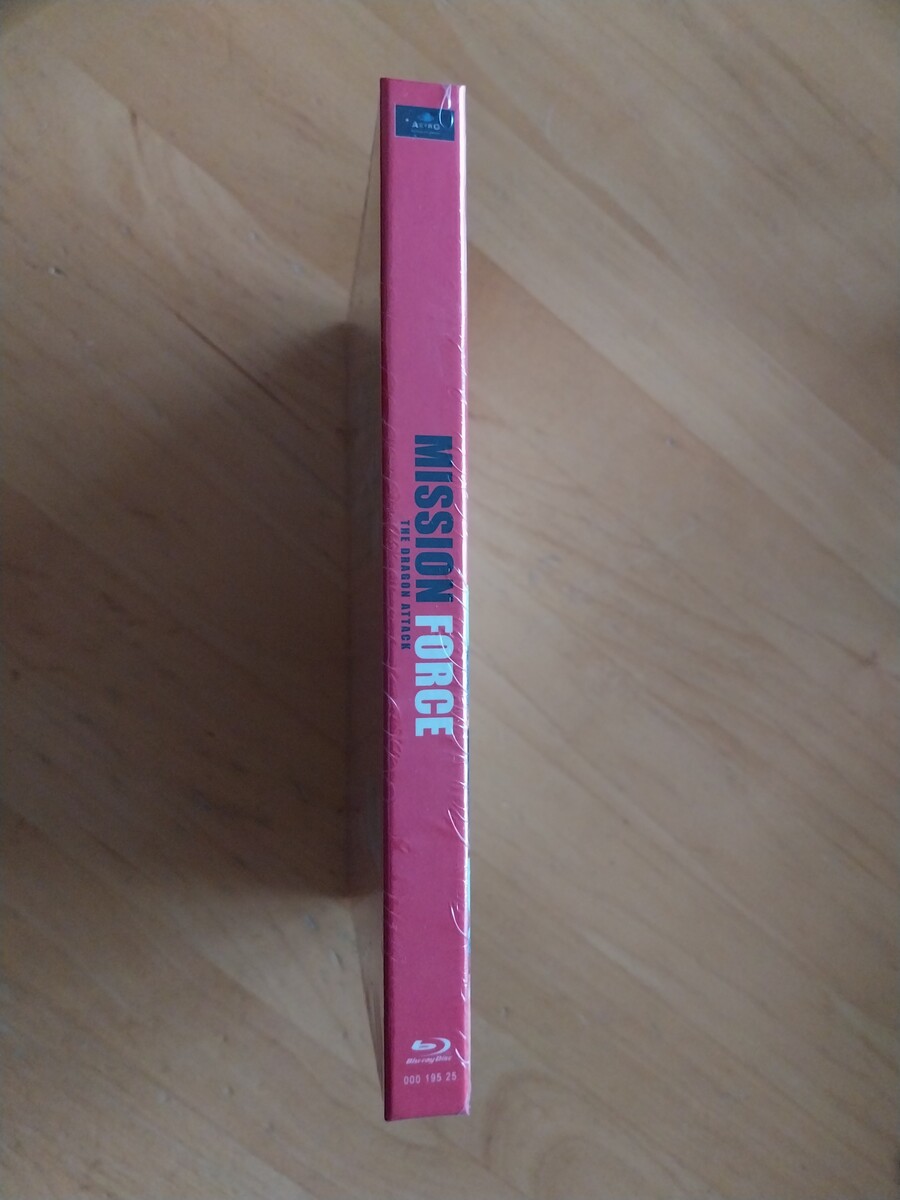 MiSSION FORCE
THE DRAGON ATTACK
Blu-ray Disc
000 195 25